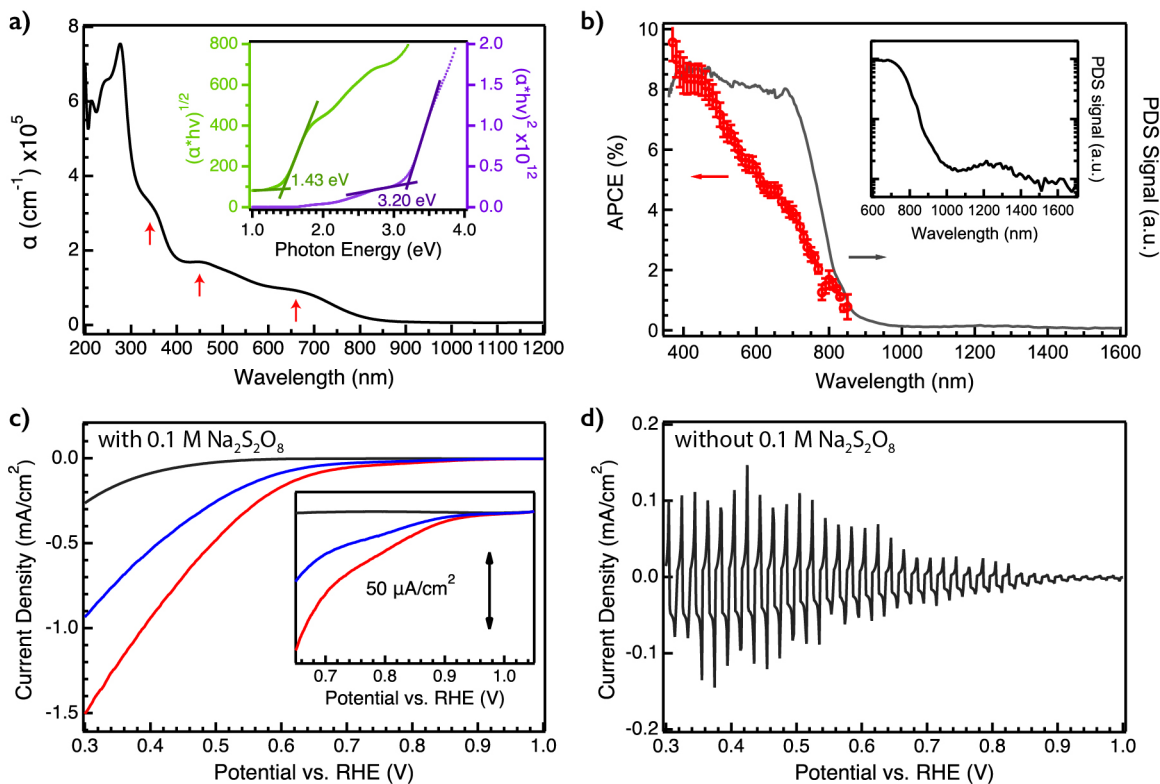 a)
8
7
6
5
4
3
2
1
0
α (cm⁻¹) x10⁵
200 300 400 500 600 700 800 900 1000 1100 1200
Wavelength (nm)
800
600
400
200
0
(α*hν)^1/2
2.0
1.5
1.0
0.5
0.0
(α*hν)² x10¹²
1.43 eV
3.20 eV
1.0 2.0 3.0 4.0
Photon Energy (eV)
b)
10
8
6
4
2
0
APCE (%)
400 600 800 1000 1200 1400 1600
Wavelength (nm)
PDS Signal (a.u.)
PDS signal (a.u.)
600 800 1000 1200 1400 1600
Wavelength (nm)
c)
with 0.1 M Na₂S₂O₈
0.0
-0.5
-1.0
-1.5
Current Density (mA/cm²)
0.3 0.4 0.5 0.6 0.7 0.8 0.9 1.0
Potential vs. RHE (V)
50 µA/cm²
0.7 0.8 0.9 1.0
Potential vs. RHE (V)
d)
without 0.1 M Na₂S₂O₈
0.2
0.1
0.0
-0.1
-0.2
Current Density (mA/cm²)
0.3 0.4 0.5 0.6 0.7 0.8 0.9 1.0
Potential vs. RHE (V)